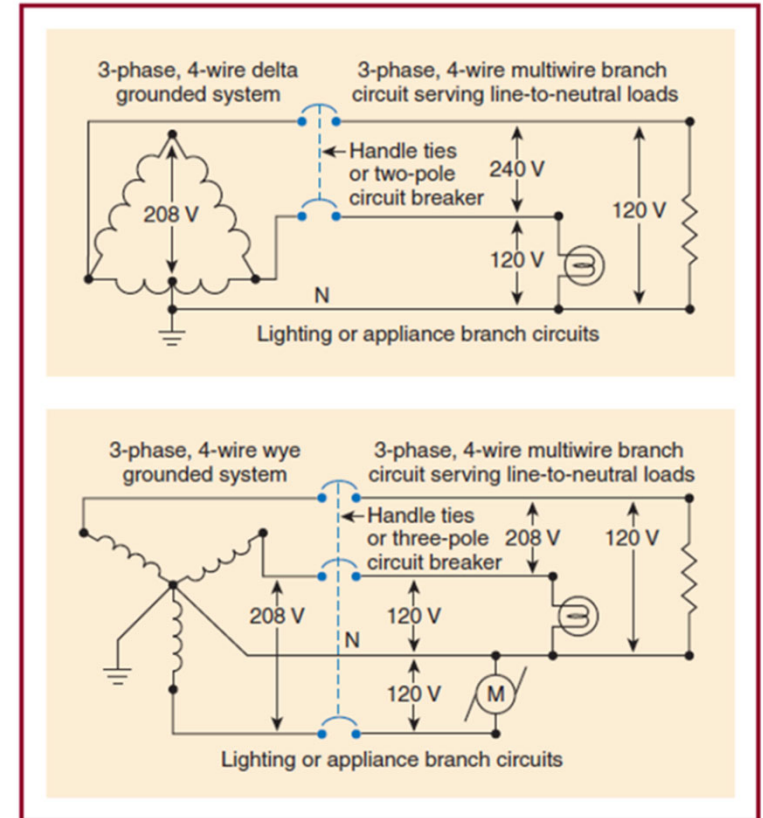 3-phase, 4-wire delta
grounded system
3-phase, 4-wire multiwire branch
circuit serving line-to-neutral loads
Handle ties
or two-pole
circuit breaker
208 V
240 V
120 V
120 V
N
Lighting or appliance branch circuits
3-phase, 4-wire wye
grounded system
3-phase, 4-wire multiwire branch
circuit serving line-to-neutral loads
Handle ties
or three-pole
circuit breaker
208 V
120 V
208 V
120 V
N
120 V
M
Lighting or appliance branch circuits